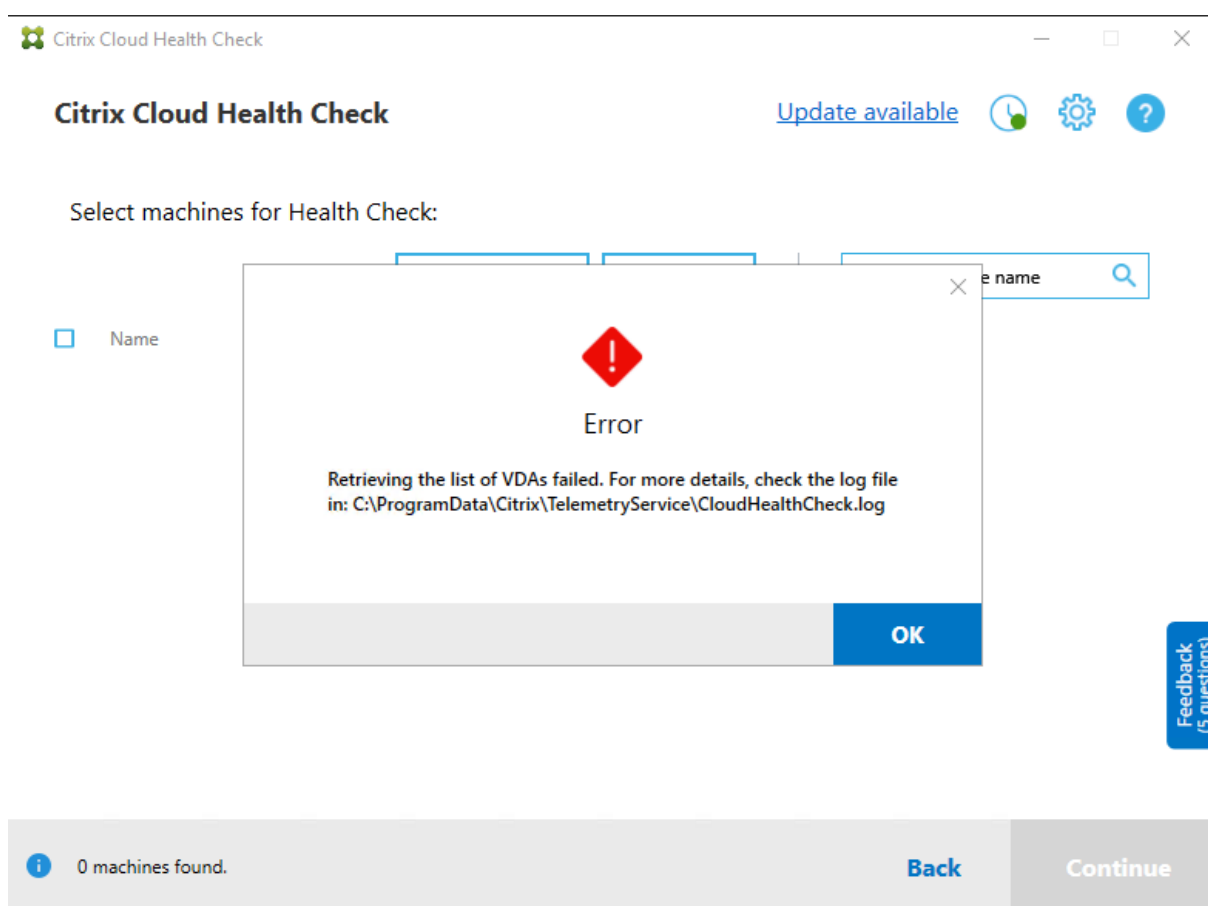 Citrix Cloud Health Check
Citrix Cloud Health Check
Update available
?
Select machines for Health Check:
name
Name
Error
Retrieving the list of VDAs failed. For more details, check the log file
in: C:\ProgramData\Citrix\TelemetryService\CloudHealthCheck.log
OK
Feedback
(5 questions)
0 machines found.
Back
Continue